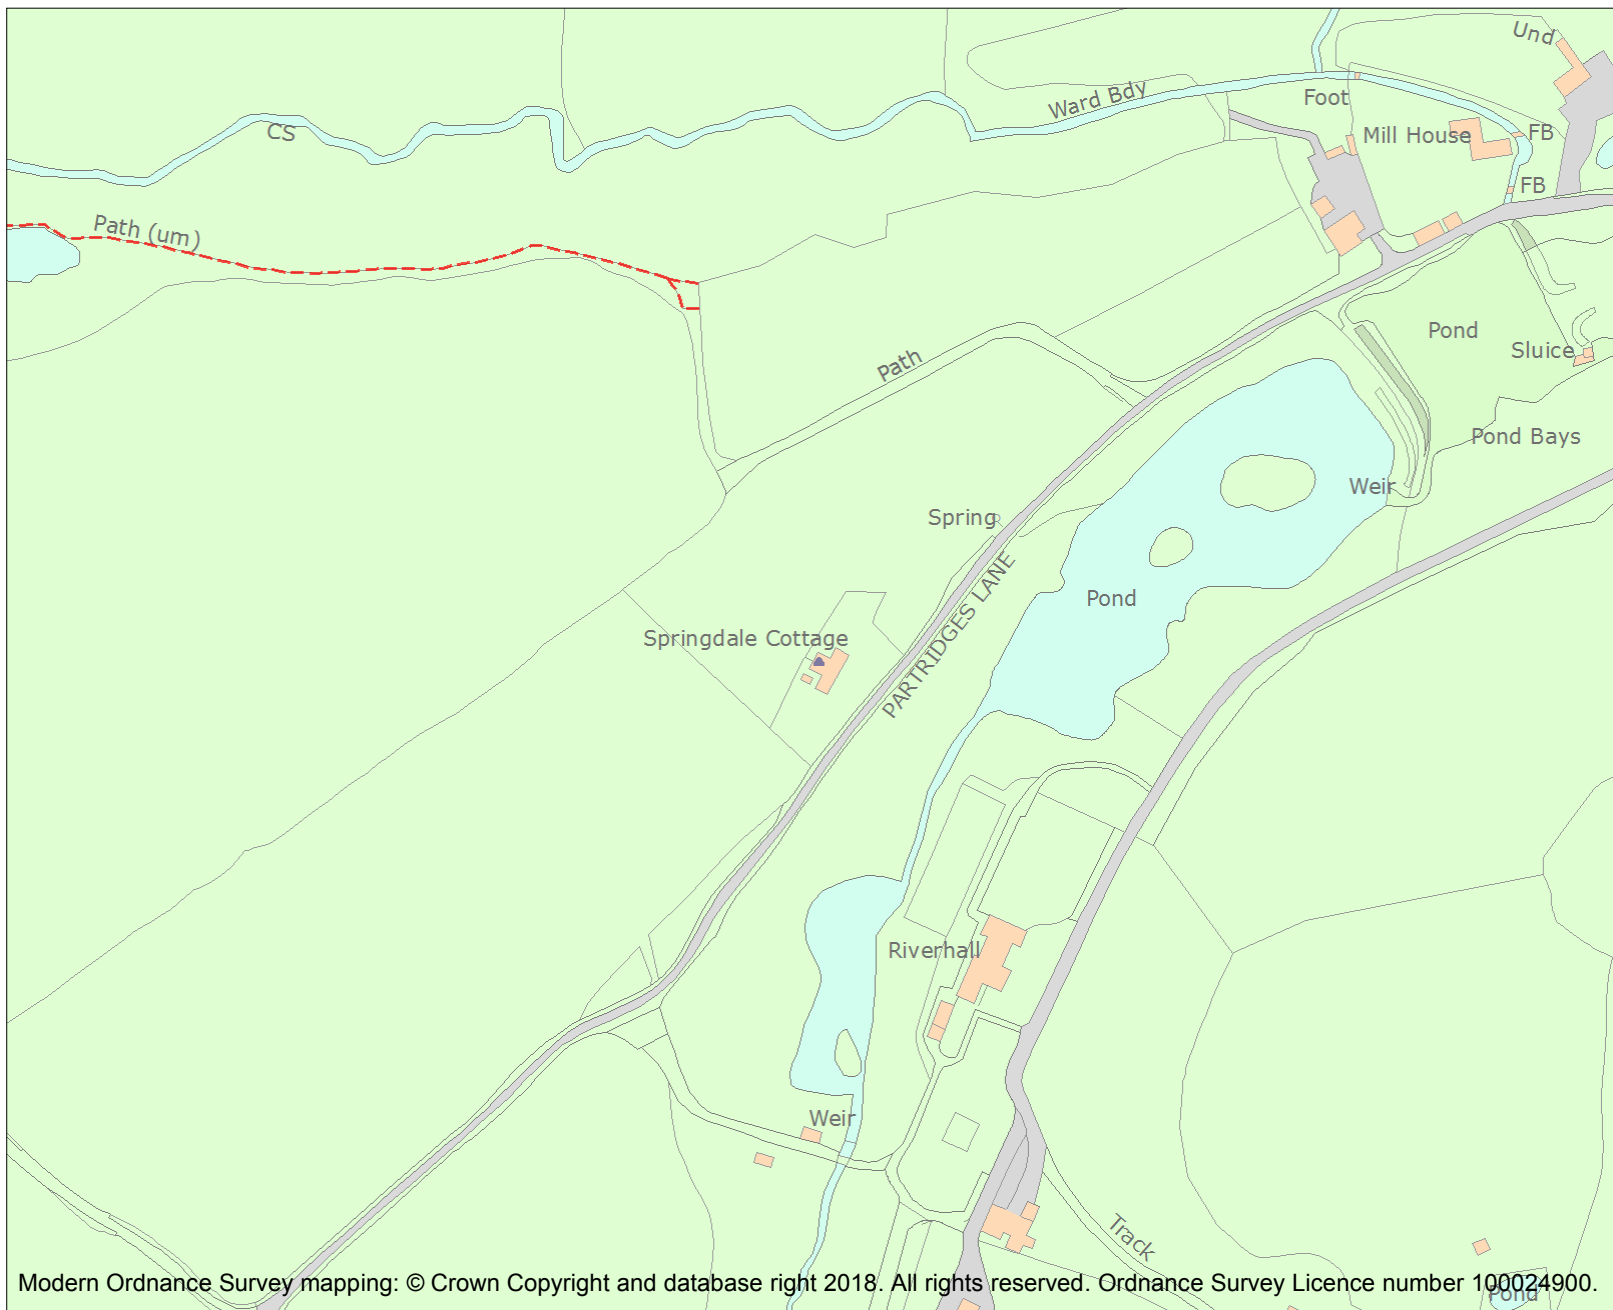 Und
Ward Bdy
Foot
CS
Mill House
FB
FB
Path (um)
Pond
Sluice
Path
Pond Bays
Weir
Spring
PARTRIDGES LANE
Pond
Springdale Cottage
Riverhall
Weir
Track
Pond
Modern Ordnance Survey mapping: © Crown Copyright and database right 2018. All rights reserved. Ordnance Survey Licence number 100024900.